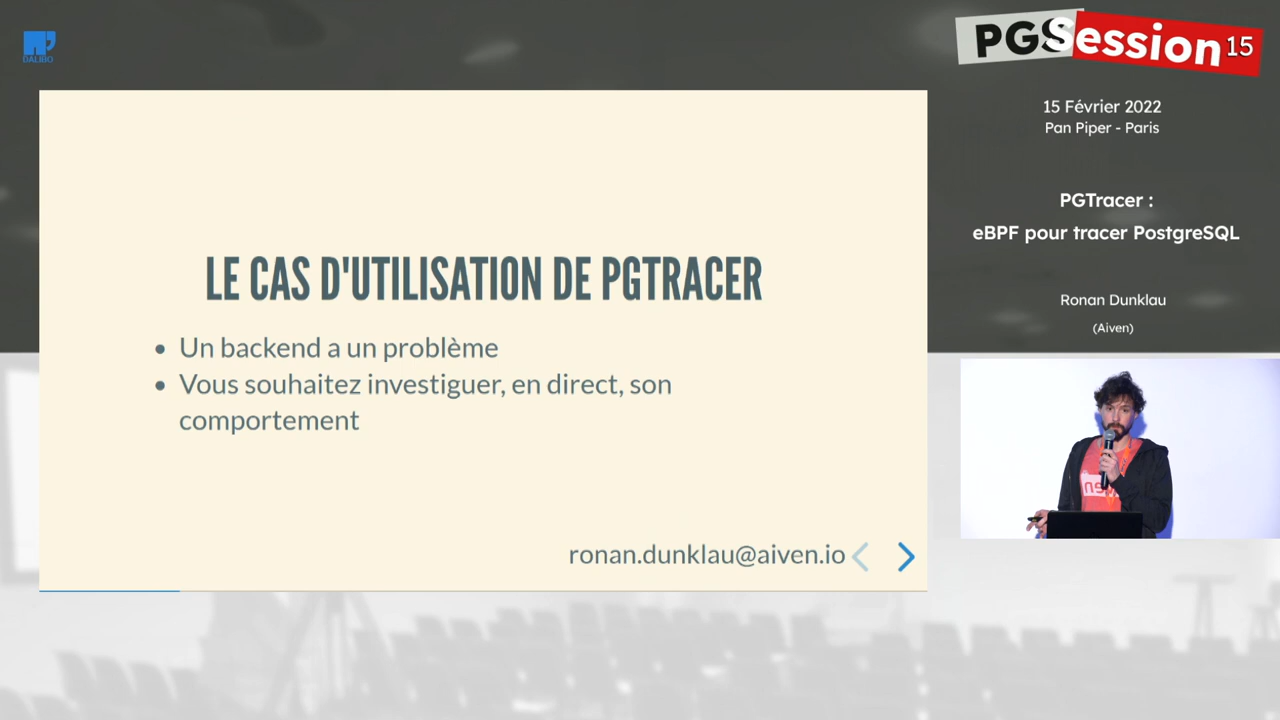 DALIBO
PGSession 15
15 Février 2022
Pan Piper - Paris
PGTracer :
eBPF pour tracer PostgreSQL
Ronan Dunklau
(Aiven)
LE CAS D'UTILISATION DE PGTRACER
• Un backend a un problème
• Vous souhaitez investiguer, en direct, son
comportement
ronan.dunklau@aiven.io